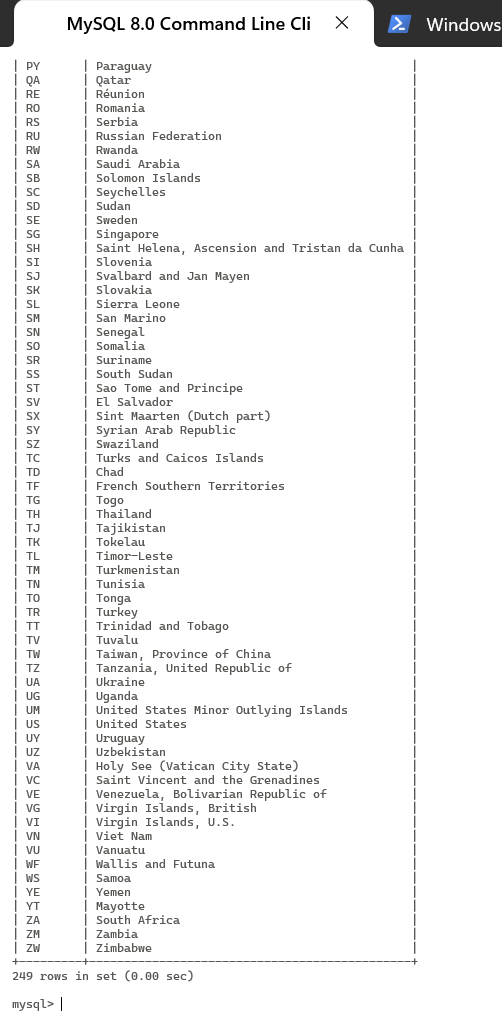 MySQL 8.0 Command Line Cli
Windows
| PY | Paraguay |
| QA | Qatar |
| RE | Réunion |
| RO | Romania |
| RS | Serbia |
| RU | Russian Federation |
| RW | Rwanda |
| SA | Saudi Arabia |
| SB | Solomon Islands |
| SC | Seychelles |
| SD | Sudan |
| SE | Sweden |
| SG | Singapore |
| SH | Saint Helena, Ascension and Tristan da Cunha |
| SI | Slovenia |
| SJ | Svalbard and Jan Mayen |
| SK | Slovakia |
| SL | Sierra Leone |
| SM | San Marino |
| SN | Senegal |
| SO | Somalia |
| SR | Suriname |
| SS | South Sudan |
| ST | Sao Tome and Principe |
| SV | El Salvador |
| SX | Sint Maarten (Dutch part) |
| SY | Syrian Arab Republic |
| SZ | Swaziland |
| TC | Turks and Caicos Islands |
| TD | Chad |
| TF | French Southern Territories |
| TG | Togo |
| TH | Thailand |
| TJ | Tajikistan |
| TK | Tokelau |
| TL | Timor-Leste |
| TM | Turkmenistan |
| TN | Tunisia |
| TO | Tonga |
| TR | Turkey |
| TT | Trinidad and Tobago |
| TV | Tuvalu |
| TW | Taiwan, Province of China |
| TZ | Tanzania, United Republic of |
| UA | Ukraine |
| UG | Uganda |
| UM | United States Minor Outlying Islands |
| US | United States |
| UY | Uruguay |
| UZ | Uzbekistan |
| VA | Holy See (Vatican City State) |
| VC | Saint Vincent and the Grenadines |
| VE | Venezuela, Bolivarian Republic of |
| VG | Virgin Islands, British |
| VI | Virgin Islands, U.S. |
| VN | Viet Nam |
| VU | Vanuatu |
| WF | Wallis and Futuna |
| WS | Samoa |
| YE | Yemen |
| YT | Mayotte |
| ZA | South Africa |
| ZM | Zambia |
| ZW | Zimbabwe |
249 rows in set (0.00 sec)
mysql>